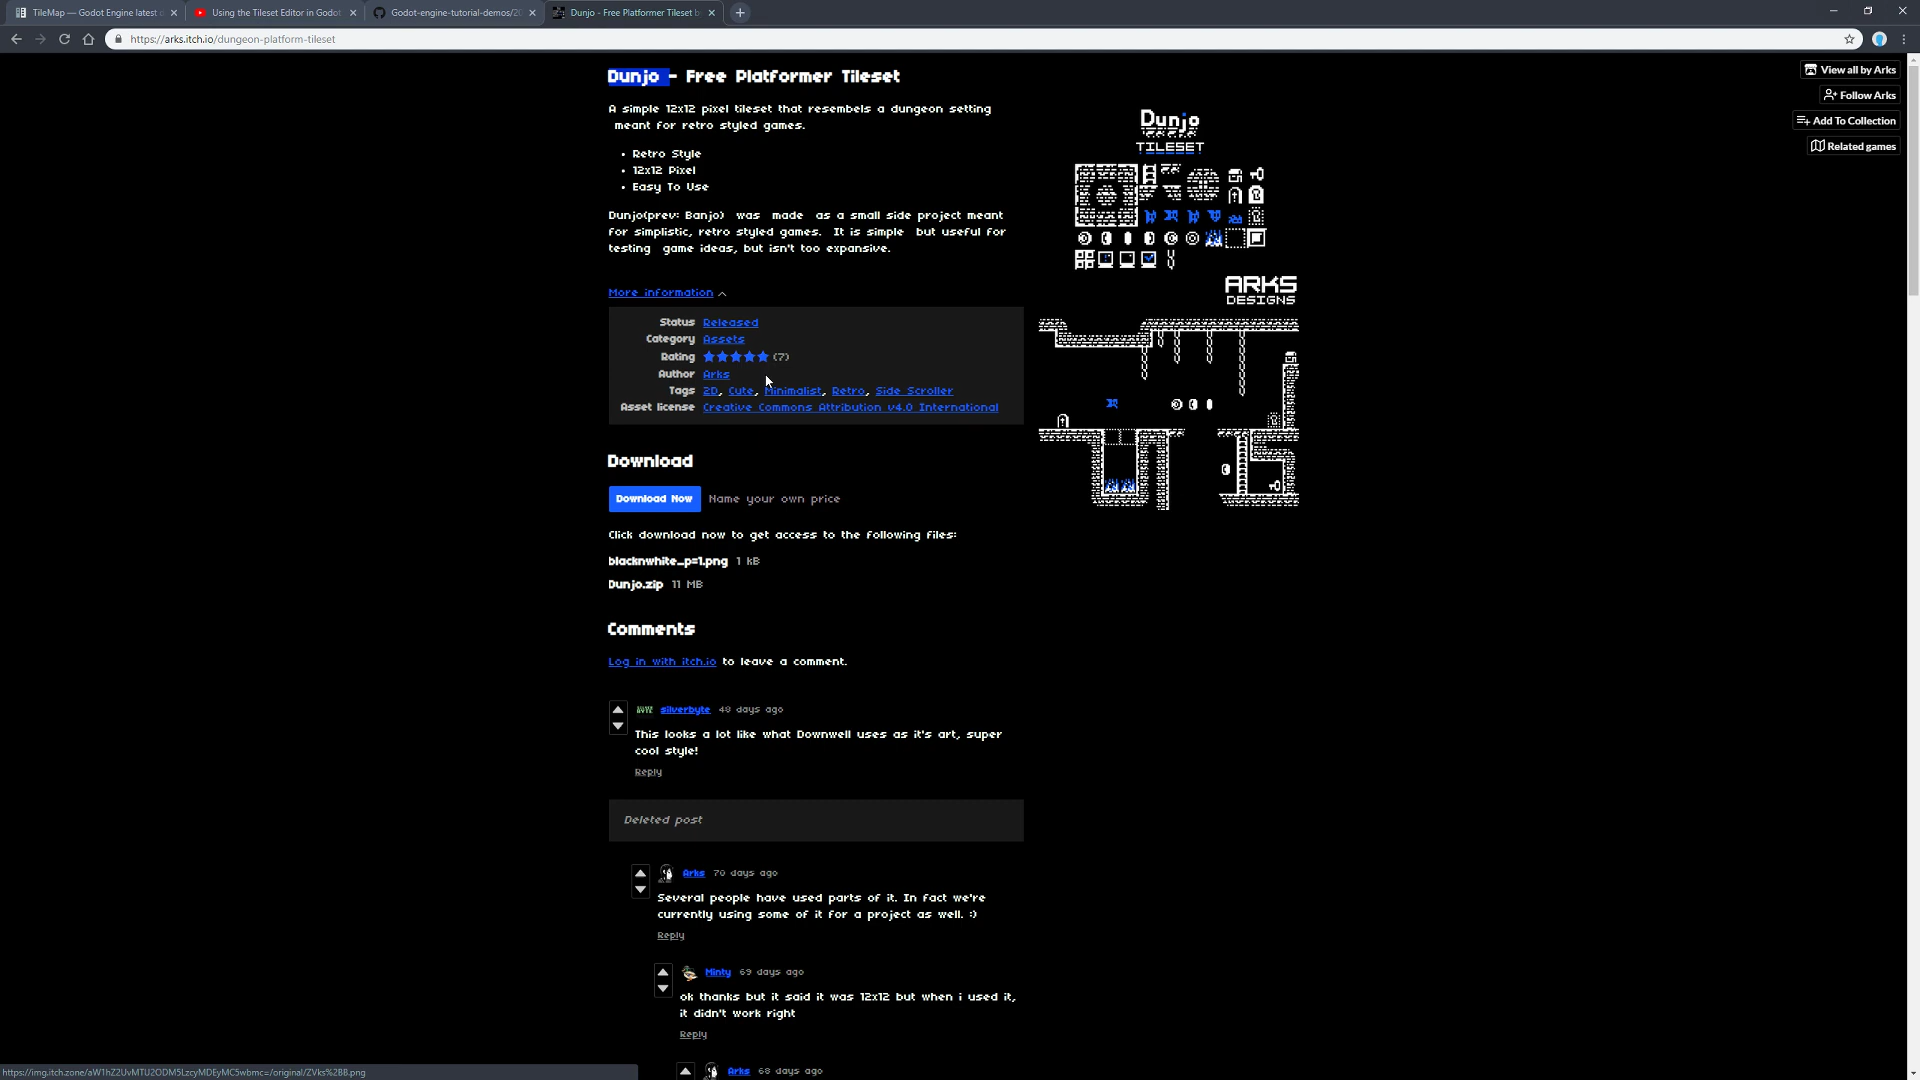 TileMap — Godot Engine latest d
Using the Tileset Editor in Godot
Godot-engine-tutorial-demos/20
Dunjo - Free Platformer Tileset b
https://arks.itch.io/dungeon-platform-tileset
View all by Arks
Follow Arks
Add To Collection
Related games
Dunjo - Free Platformer Tileset
A simple 12x12 pixel tileset that resembels a dungeon setting
meant for retro styled games.
• Retro Style
• 12x12 Pixel
• Easy To Use
Dunjo(prev: Banjo) was made as a small side project meant
for simplistic, retro styled games. It is simple but useful for
testing game ideas, but isn't too expansive.
More information
Status Released
Category Assets
Rating ★★★★★ (7)
Author Arks
Tags 2D, Cute, Minimalist, Retro, Side Scroller
Asset license Creative Commons Attribution v4.0 International
Dunjo
TILESET
ARKS
DESIGNS
Download
Download Now Name your own price
Click download now to get access to the following files:
blacknwhite_p=1.png 1 kB
Dunjo.zip 11 MB
Comments
Log in with itch.io to leave a comment.
silverbyte 48 days ago
This looks a lot like what Downwell uses as it's art, super
cool style!
Reply
Deleted post
Arks 70 days ago
Several people have used parts of it. In fact we're
currently using some of it for a project as well. :)
Reply
Minty 69 days ago
ok thanks but it said it was 12x12 but when i used it,
it didn't work right
Reply
Arks 68 days ago
https://img.itch.zone/aW1hZ2UvMTU2ODM5LzcyMDEyMC5wbmc=/original/ZVks%2BB.png